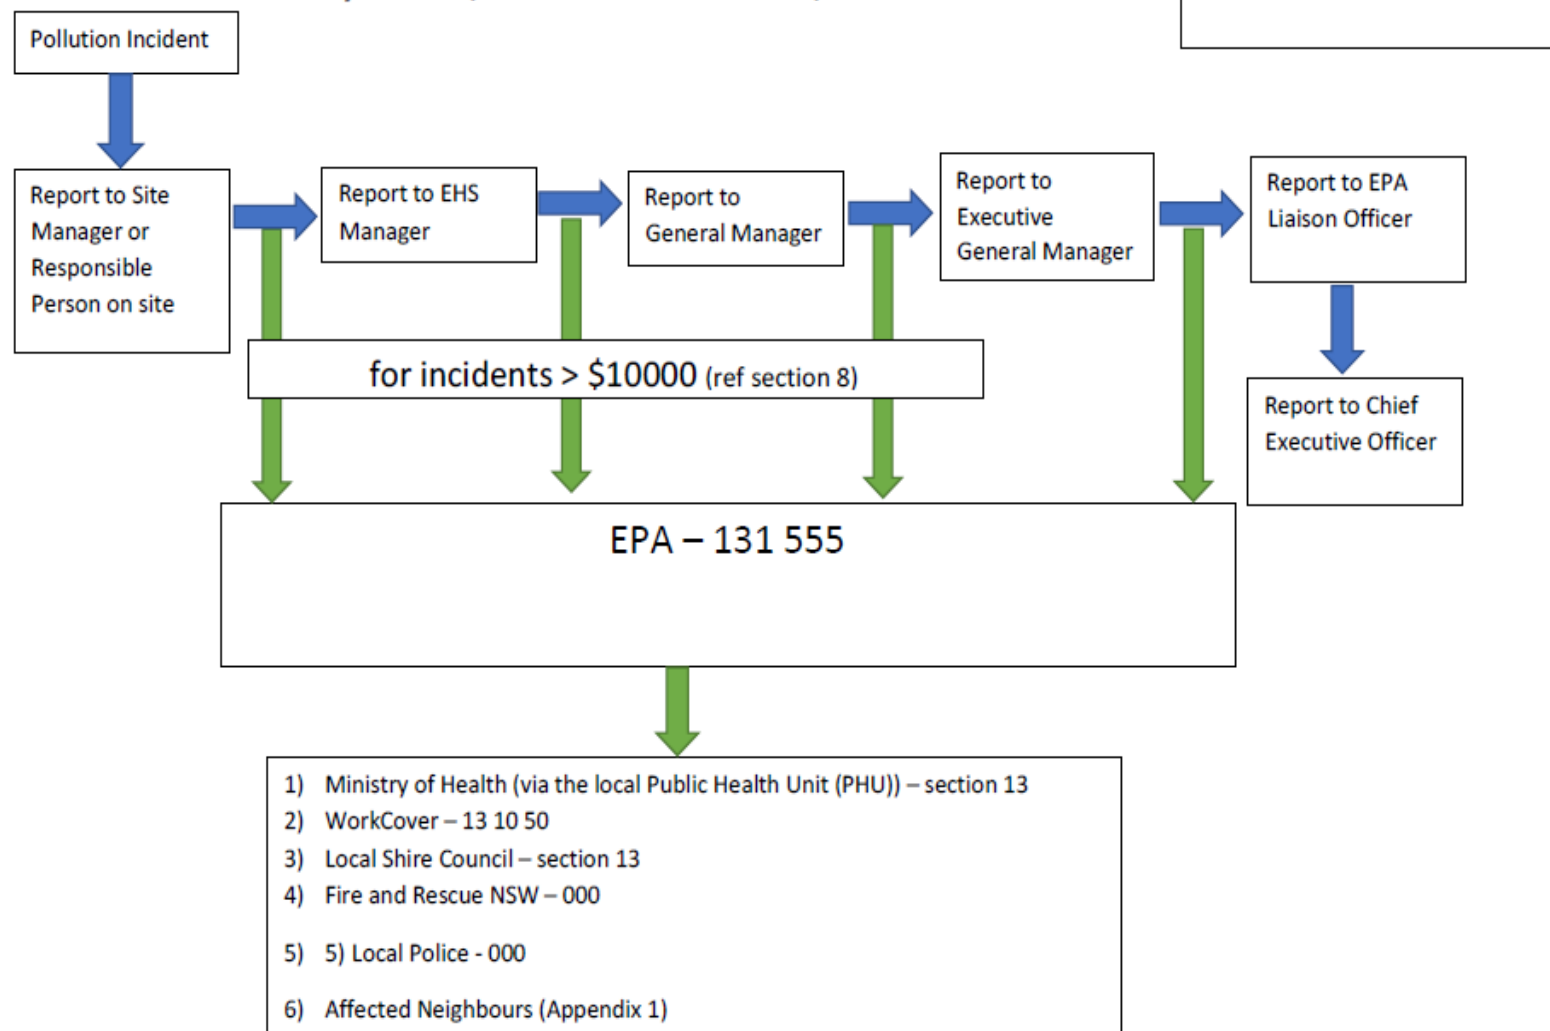 Pollution Incident
Report to Site
Manager or
Responsible
Person on site
Report to EHS
Manager
Report to
General Manager
Report to
Executive
General Manager
Report to EPA
Liaison Officer
Report to Chief
Executive Officer
for incidents > $10000 (ref section 8)
EPA – 131 555
1) Ministry of Health (via the local Public Health Unit (PHU)) – section 13
2) WorkCover – 13 10 50
3) Local Shire Council – section 13
4) Fire and Rescue NSW – 000
5) 5) Local Police - 000
6) Affected Neighbours (Appendix 1)